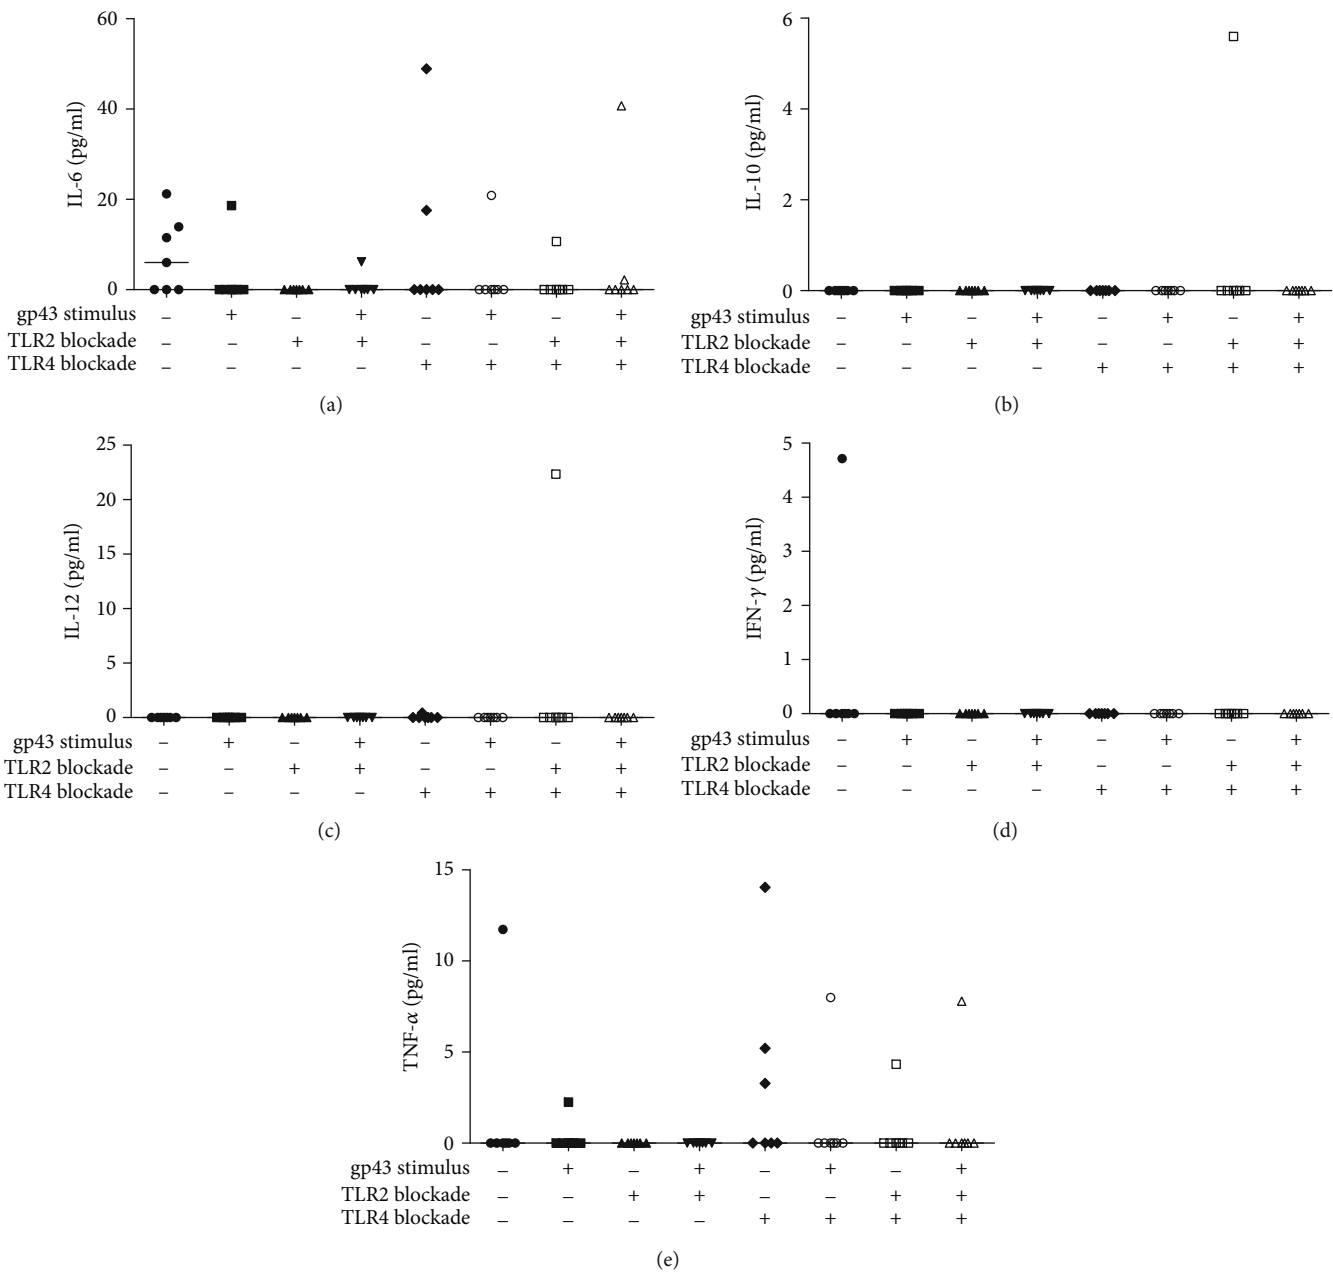 60
40
20
0
IL-6 (pg/ml)
gp43 stimulus – + – + – + – +
TLR2 blockade – – + + – – + +
TLR4 blockade – – – – + + + +
(a)
6
4
2
0
IL-10 (pg/ml)
gp43 stimulus – + – + – + – +
TLR2 blockade – – + + – – + +
TLR4 blockade – – – – + + + +
(b)
25
20
15
10
5
0
IL-12 (pg/ml)
gp43 stimulus – + – + – + – +
TLR2 blockade – – + + – – + +
TLR4 blockade – – – – + + + +
(c)
5
4
3
2
1
0
IFN-γ (pg/ml)
gp43 stimulus – + – + – + – +
TLR2 blockade – – + + – – + +
TLR4 blockade – – – – + + + +
(d)
15
10
5
0
TNF-α (pg/ml)
gp43 stimulus – + – + – + – +
TLR2 blockade – – + + – – + +
TLR4 blockade – – – – + + + +
(e)